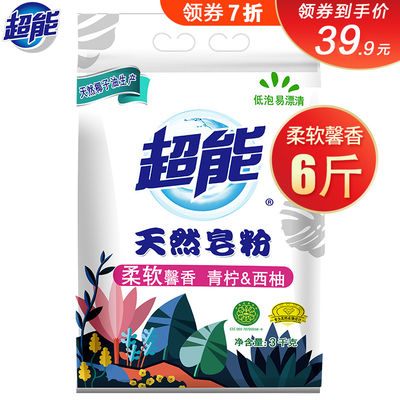 超能
领券7折
领券到手价
39.9元
天然椰子油生产
低泡易漂清
超能®
柔软馨香
6斤
天然皂粉
柔软馨香 青柠&西柚
净含量:3千克